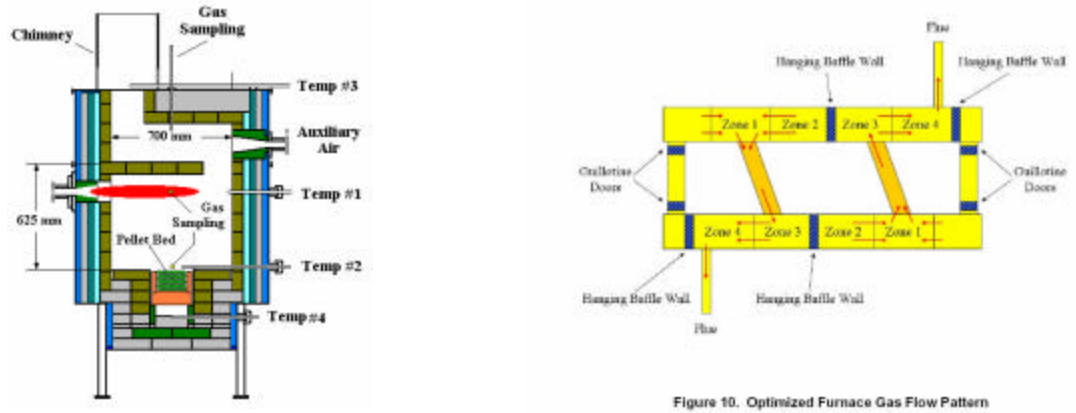 Gas
Sampling
Chimney
Temp #3
700 mm
Auxiliary
Air
Temp #1
625 mm
Gas
Sampling
Pellet Bed
Temp #2
Temp #4
Flue
Hanging Baffle Wall
Hanging Baffle Wall
Zone 1
Zone 2
Zone 3
Zone 4
Guillotine
Doors
Guillotine
Doors
Zone 4
Zone 3
Zone 2
Zone 1
Hanging Baffle Wall
Hanging Baffle Wall
Flue
Figure 10. Optimized Furnace Gas Flow Pattern